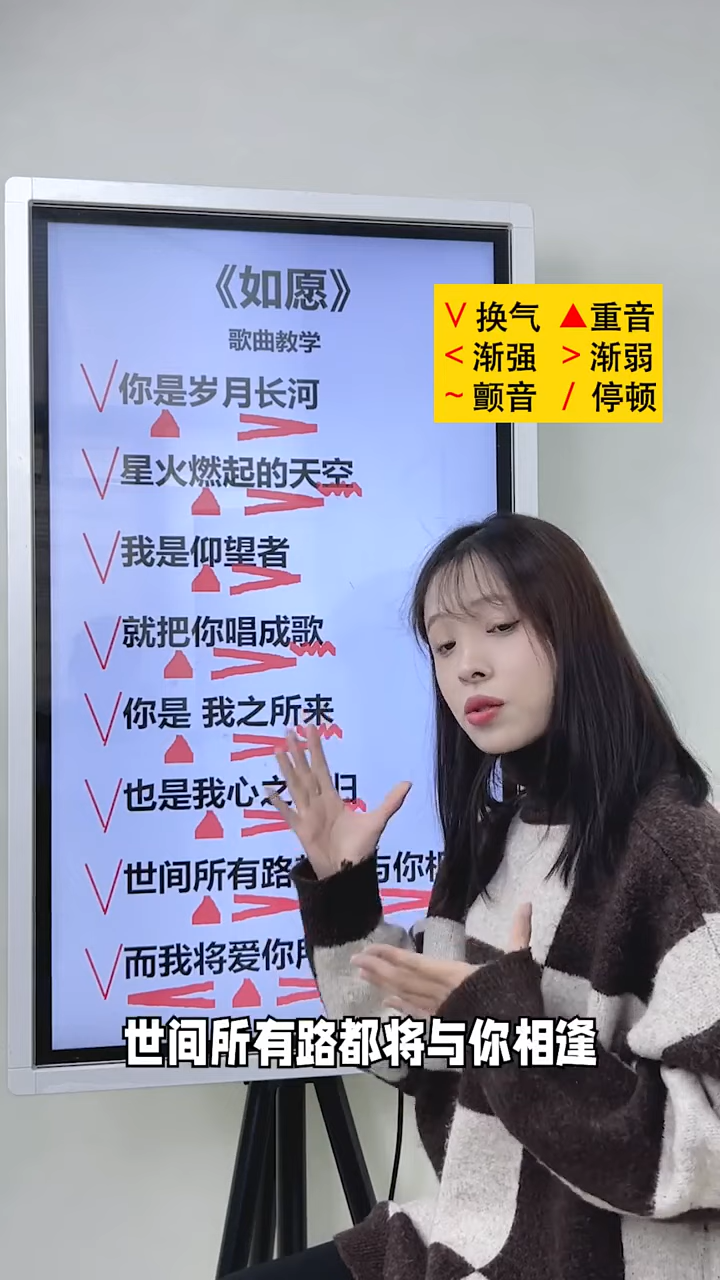 《如愿》
歌曲教学
∨ 换气 ▲重音
< 渐强 > 渐弱
~ 颤音 / 停顿
∨你是岁月长河
∨星火燃起的天空
∨我是仰望者
∨就把你唱成歌
∨你是 我之所来
∨也是我心之 归
∨世间所有路 与你
∨而我将爱你
世间所有路都将与你相逢